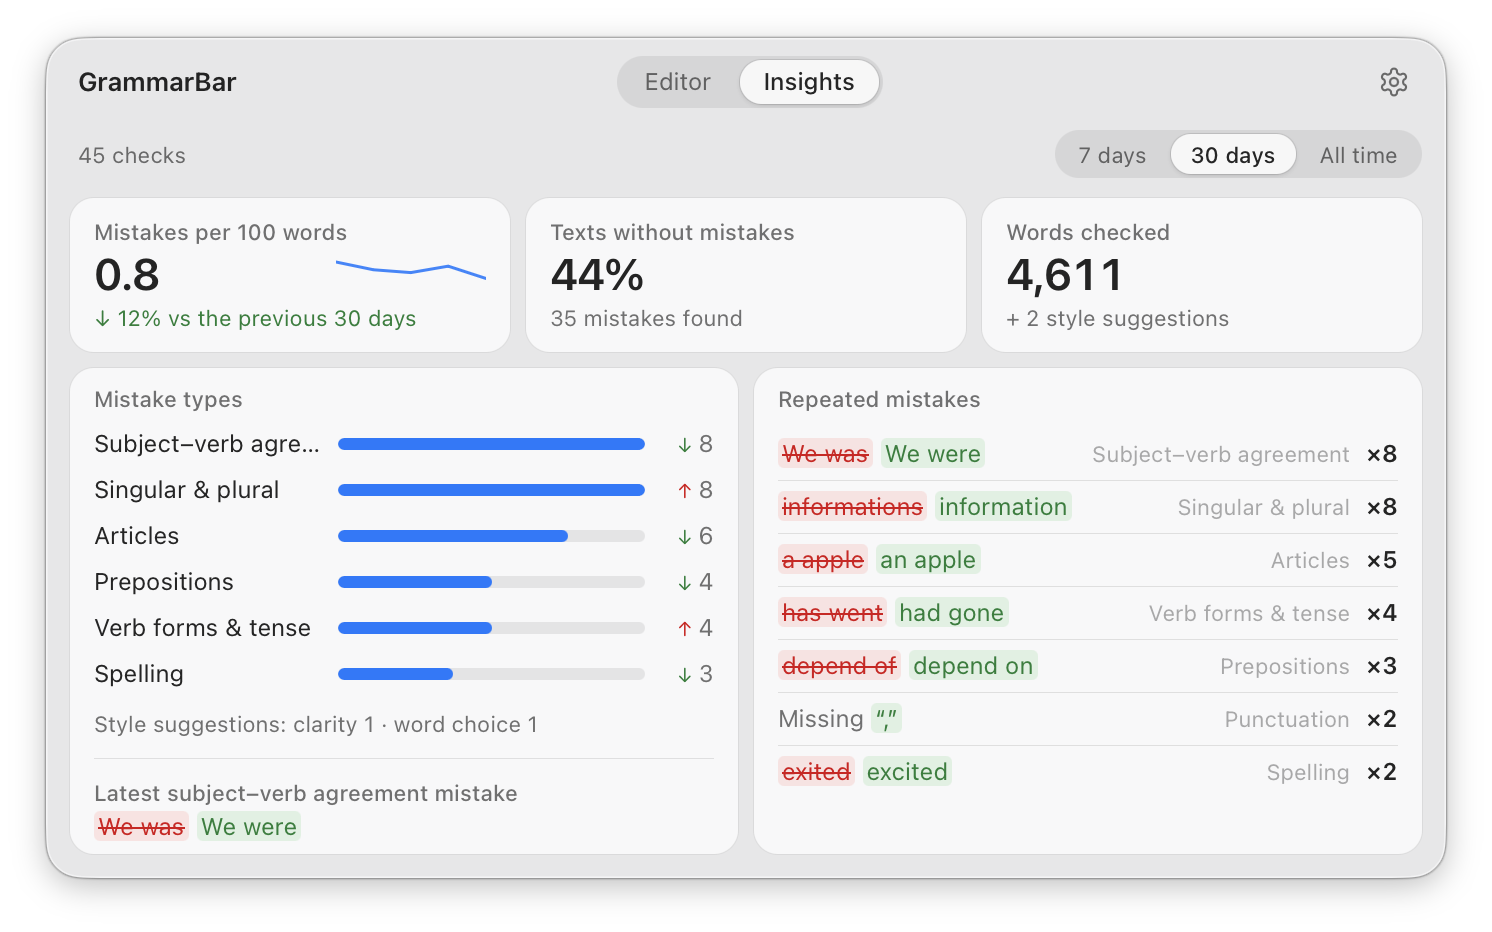 GrammarBar
Editor
Insights
45 checks
7 days
30 days
All time
Mistakes per 100 words
0.8
↓ 12% vs the previous 30 days
Texts without mistakes
44%
35 mistakes found
Words checked
4,611
+ 2 style suggestions
Mistake types
Subject–verb agre... ↓ 8
Singular & plural ↑ 8
Articles ↓ 6
Prepositions ↓ 4
Verb forms & tense ↑ 4
Spelling ↓ 3
Style suggestions: clarity 1 · word choice 1
Latest subject–verb agreement mistake
We was We were
Repeated mistakes
We was We were Subject–verb agreement ×8
informations information Singular & plural ×8
a apple an apple Articles ×5
has went had gone Verb forms & tense ×4
depend of depend on Prepositions ×3
Missing “,” Punctuation ×2
exited excited Spelling ×2